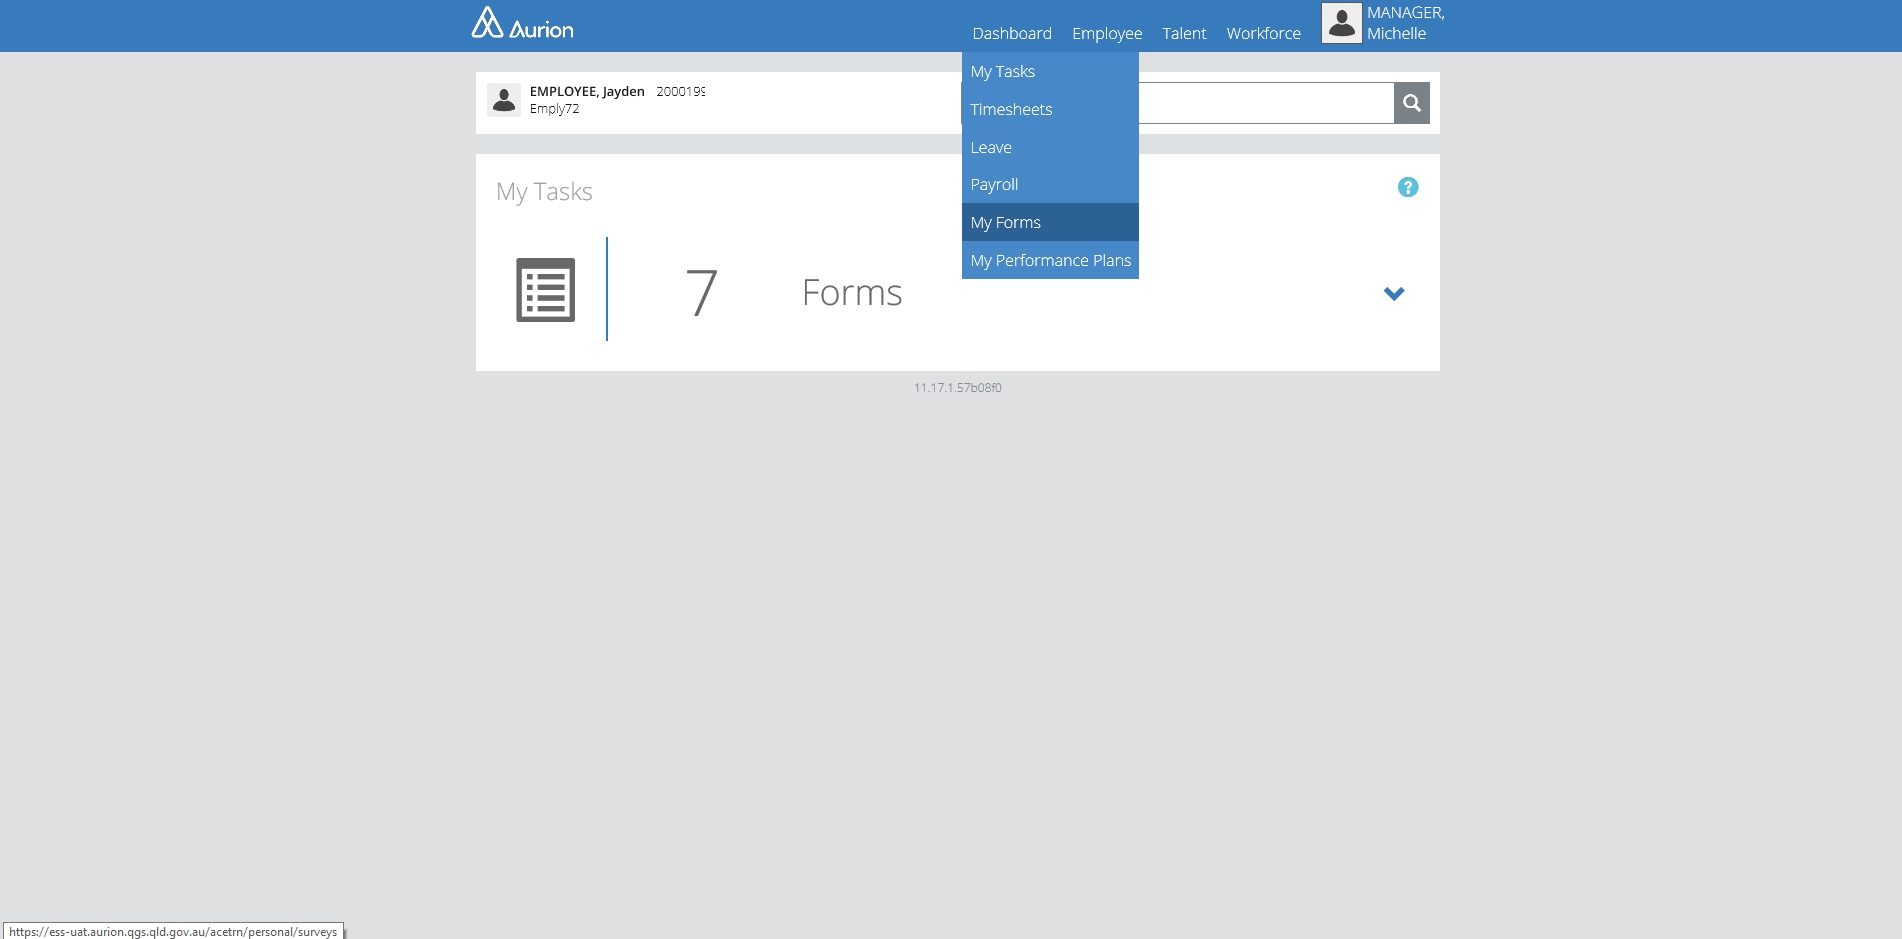 Aurion
Dashboard Employee Talent Workforce
MANAGER,
Michelle
My Tasks
Timesheets
Leave
Payroll
My Forms
My Performance Plans
EMPLOYEE, Jayden 2000199
Emply72
My Tasks
?
7 Forms
11.17.1.57b08f0
https://ess-uat.aurion.qgs.qld.gov.au/acetrn/personal/surveys